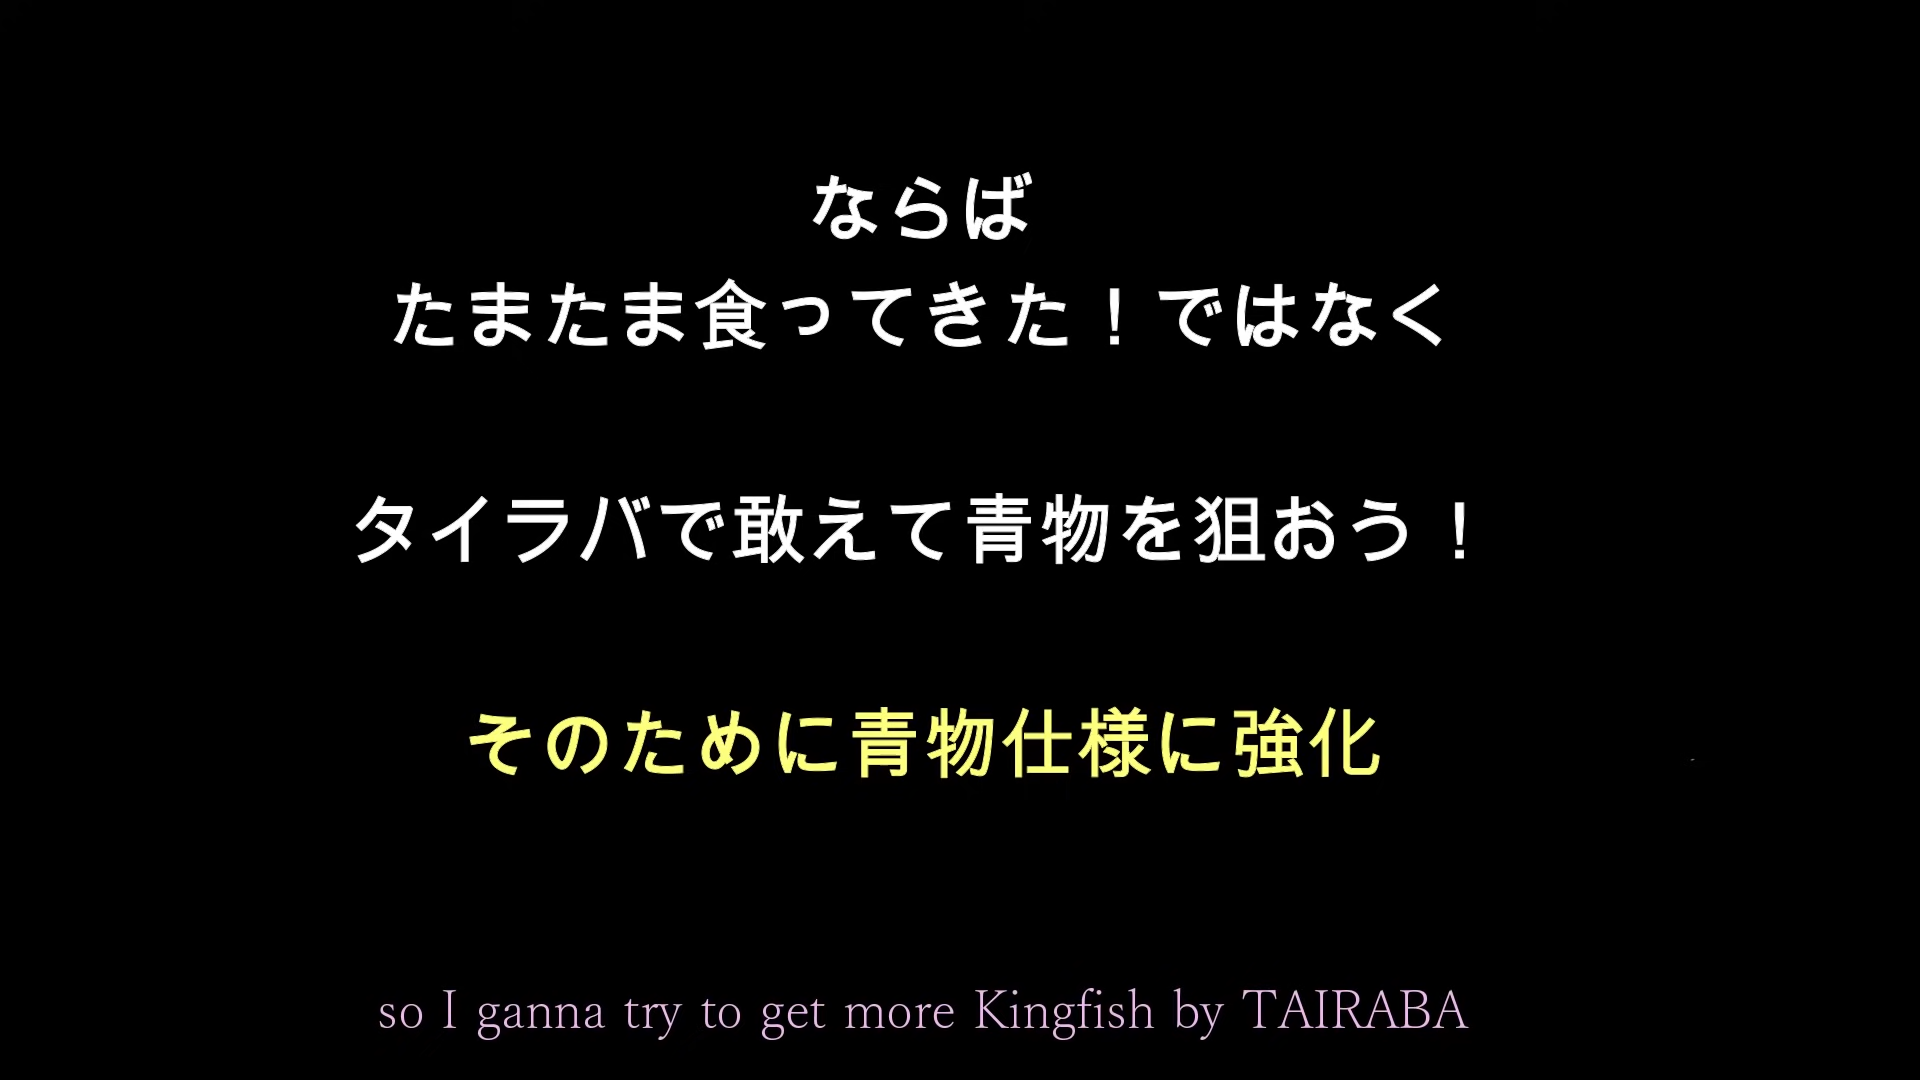 ならば
たまたま食ってきた！ではなく
タイラバで敢えて青物を狙おう！
そのために青物仕様に強化
so I ganna try to get more Kingfish by TAIRABA